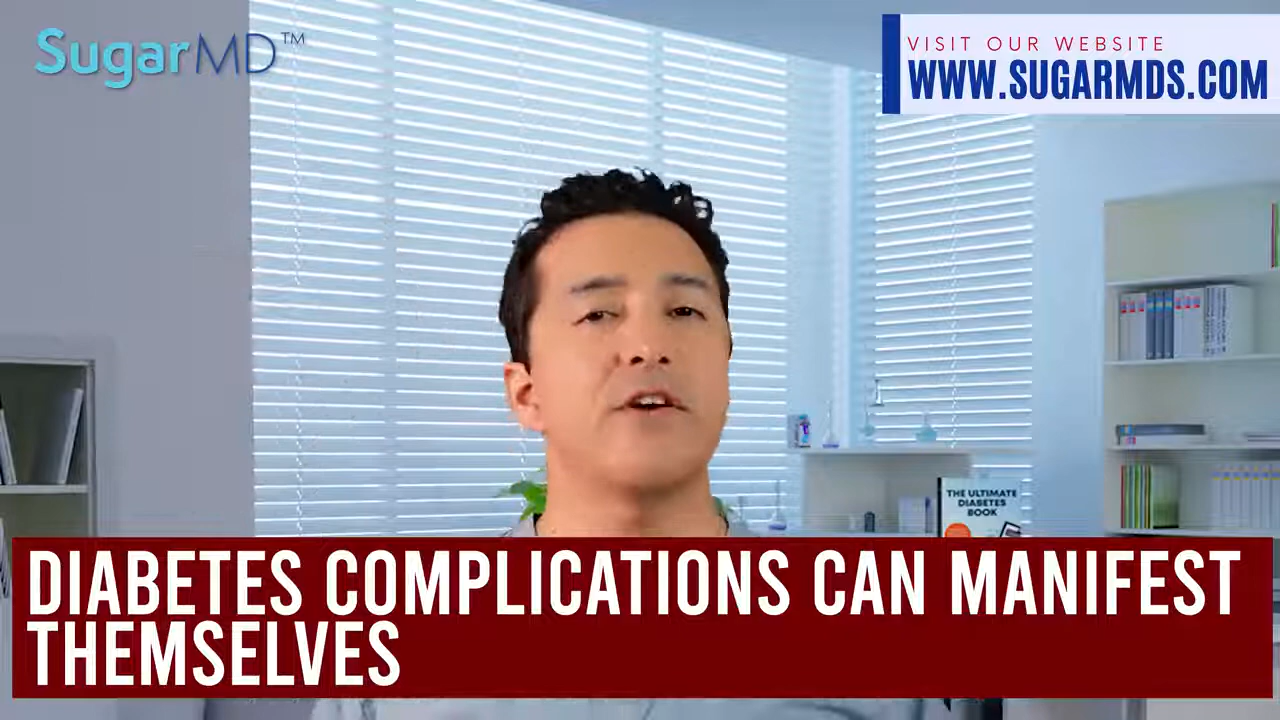 SugarMD™
VISIT OUR WEBSITE
WWW.SUGARMDS.COM
THE ULTIMATE
DIABETES
BOOK
DIABETES COMPLICATIONS CAN MANIFEST
THEMSELVES